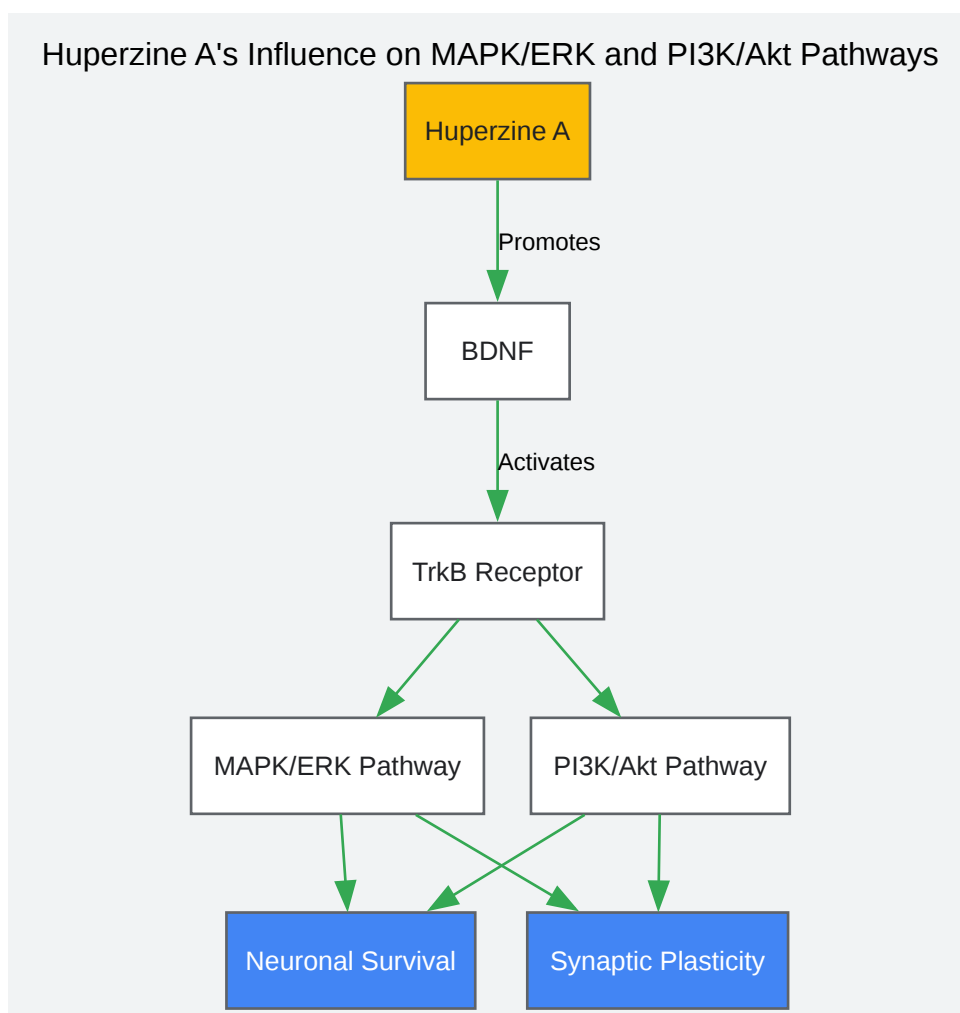 Huperzine A's Influence on MAPK/ERK and PI3K/Akt Pathways
Huperzine A
Promotes
BDNF
Activates
TrkB Receptor
MAPK/ERK Pathway
PI3K/Akt Pathway
Neuronal Survival
Synaptic Plasticity